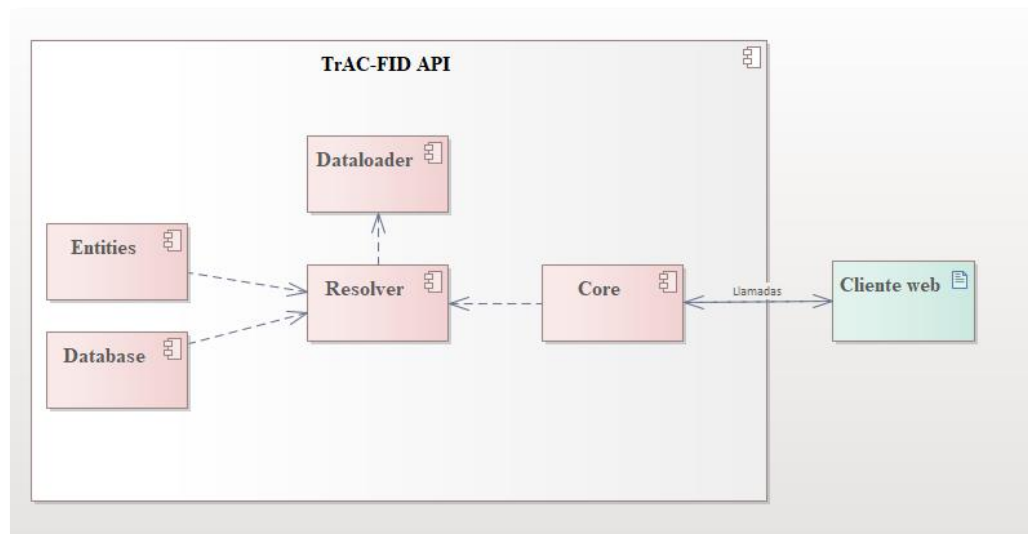 TrAC-FID API
Dataloader
Entities
Resolver
Core
Llamadas
Cliente web
Database